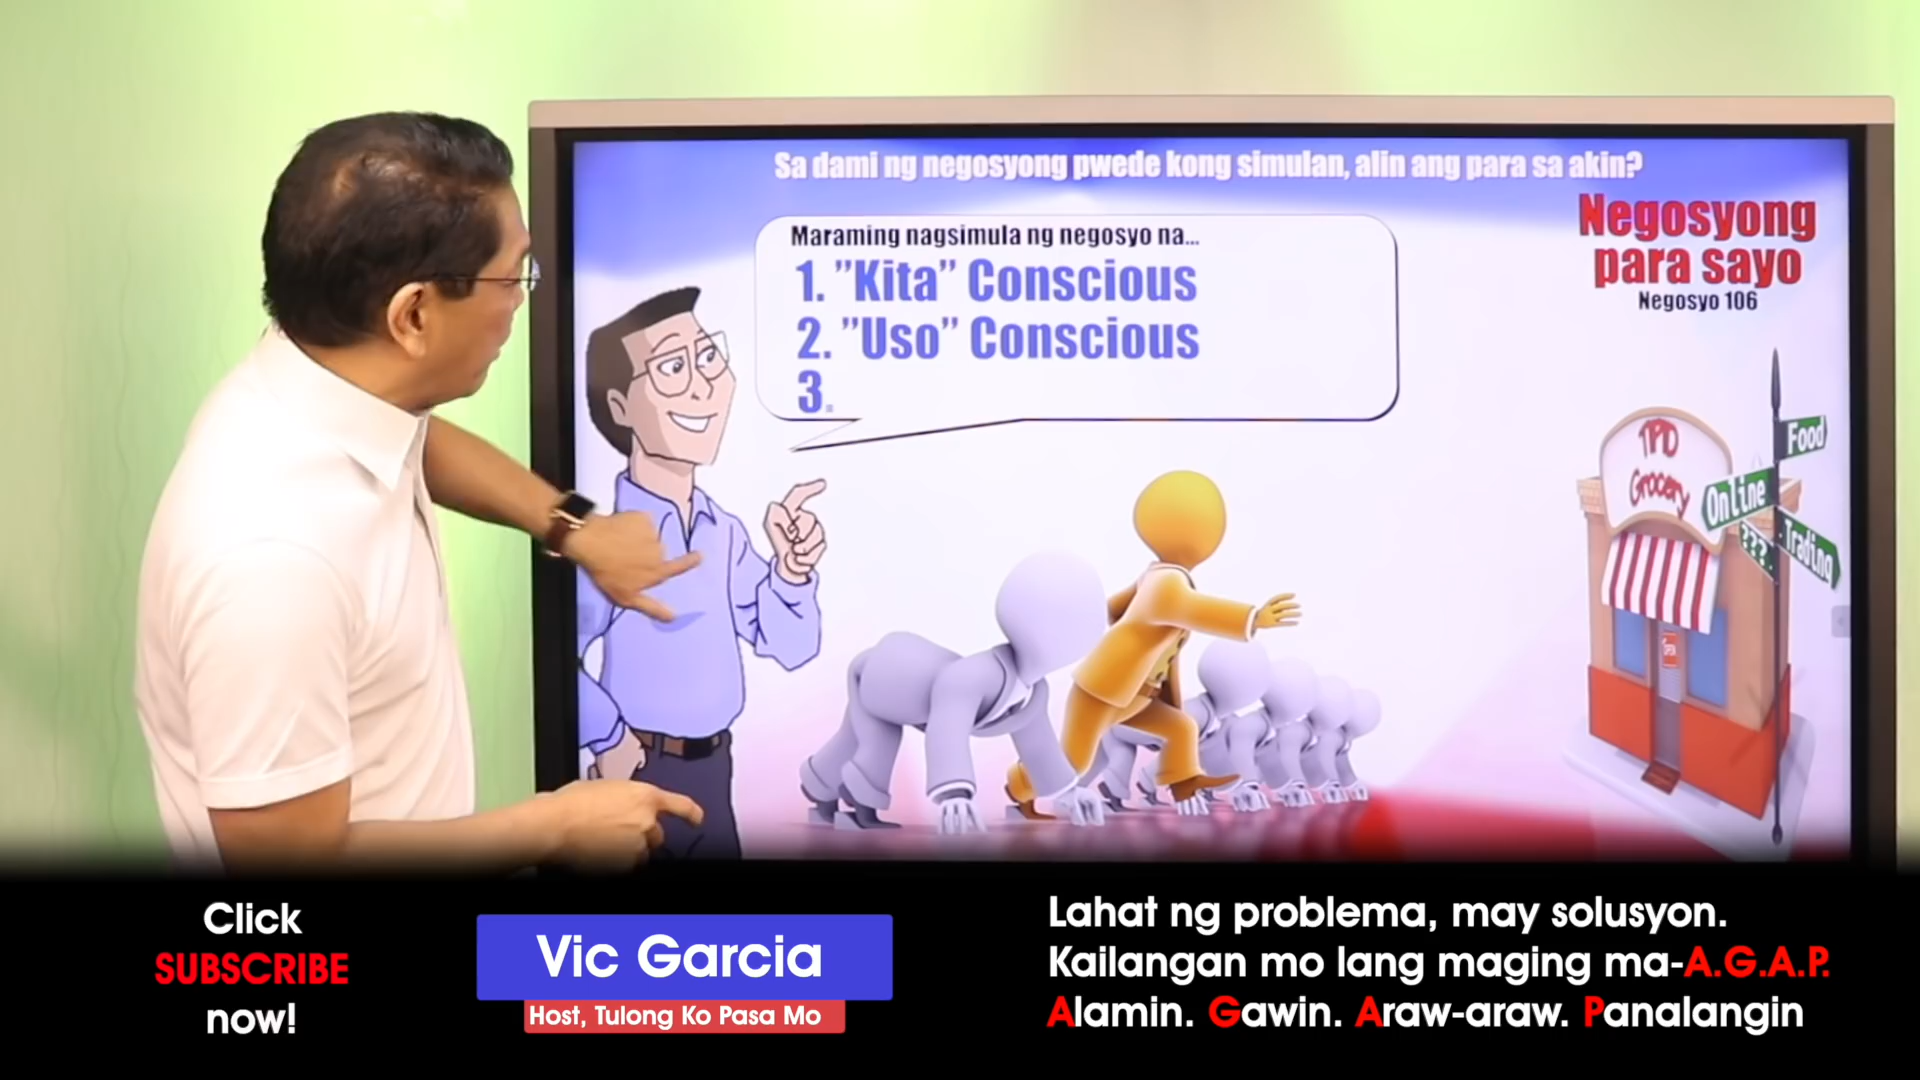 Sa dami ng negosyong pwede kong simulan, alin ang para sa akin?
Negosyong
para sayo
Negosyo 106
Maraming nagsimula ng negosyo na...
1. "Kita" Conscious
2. "Uso" Conscious
3.
TPD
Grocery
Food
Online
???
Trading
OPEN
Click
SUBSCRIBE
now!
Vic Garcia
Host, Tulong Ko Pasa Mo
Lahat ng problema, may solusyon.
Kailangan mo lang maging ma-A.G.A.P.
Alamin. Gawin. Araw-araw. Panalangin